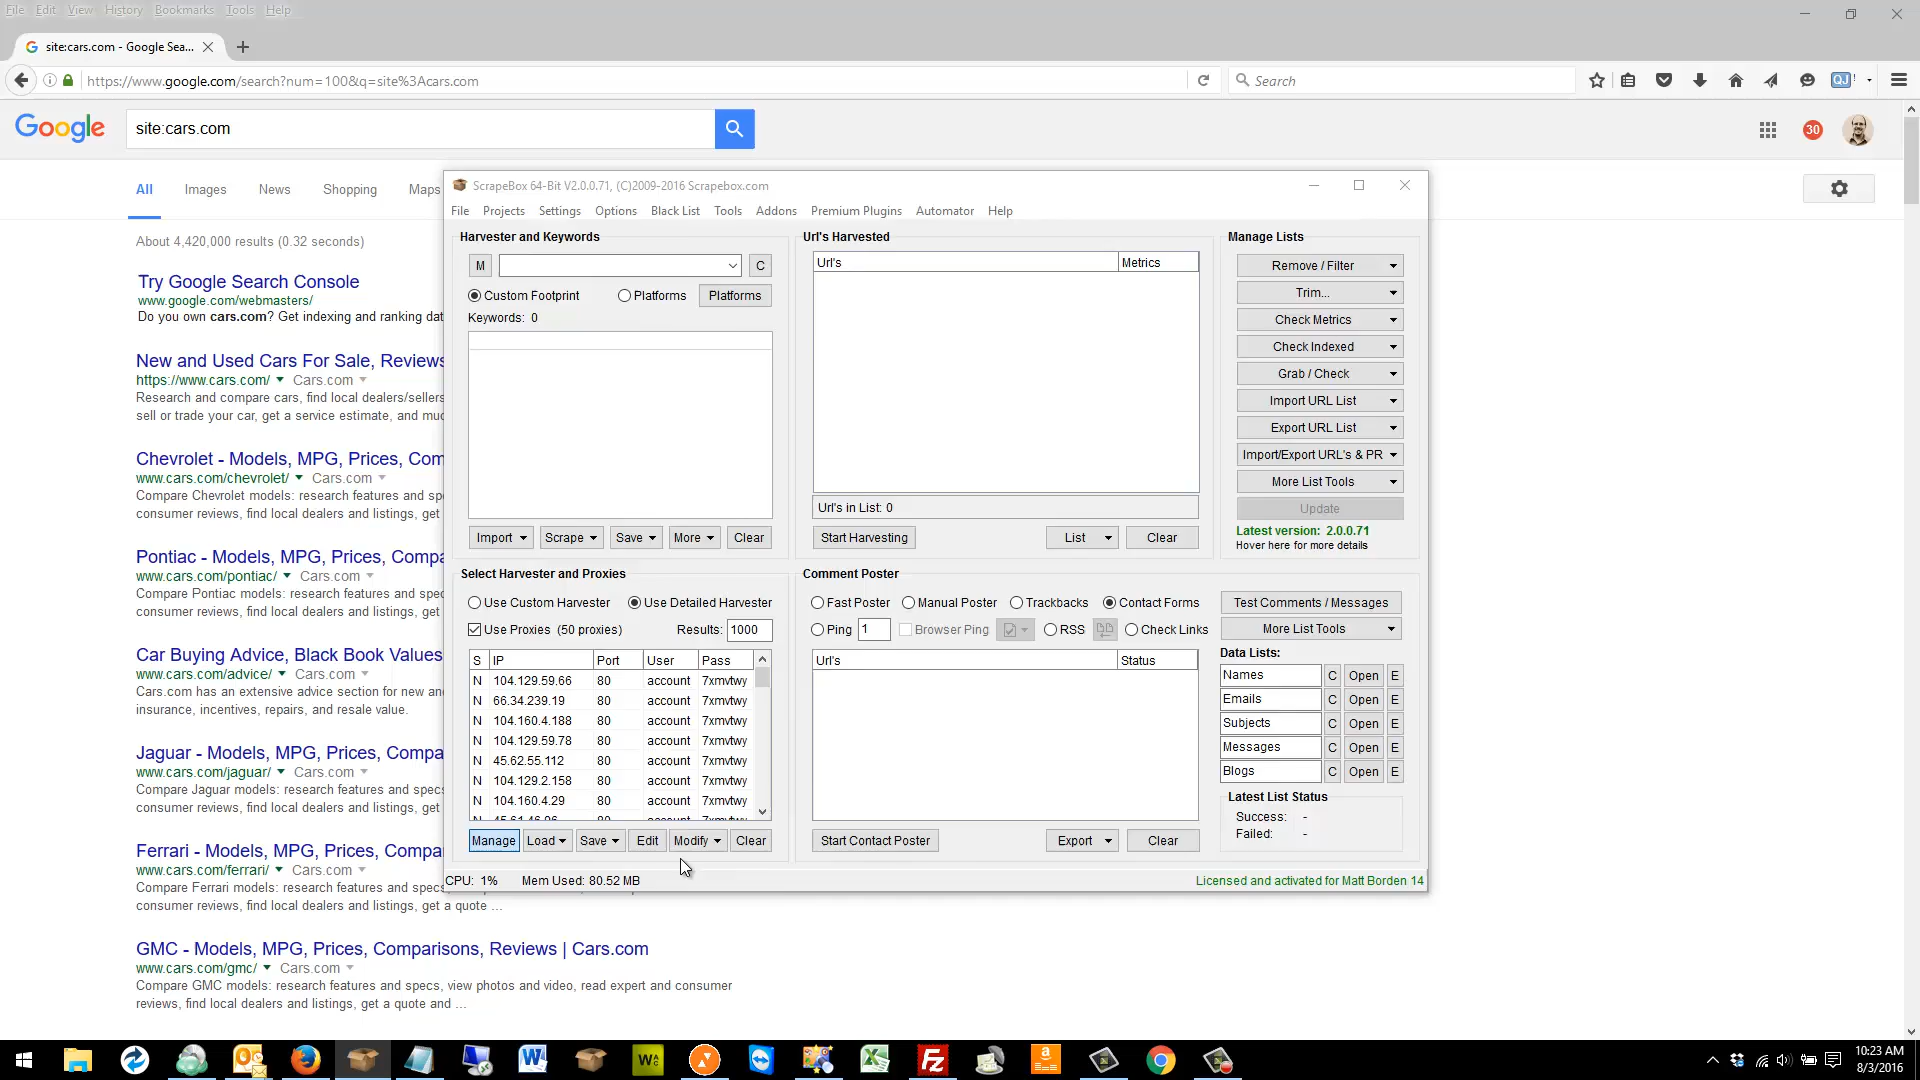 File Edit View History Bookmarks Tools Help
site:cars.com - Google Sea...
https://www.google.com/search?num=100&q=site%3Acars.com
Search
QJ !
Google
site:cars.com
30
All Images News Shopping Maps
About 4,420,000 results (0.32 seconds)
Try Google Search Console
www.google.com/webmasters/
Do you own cars.com? Get indexing and ranking dat
New and Used Cars For Sale, Reviews
https://www.cars.com/ Cars.com
Research and compare cars, find local dealers/sellers
sell or trade your car, get a service estimate, and muc
Chevrolet - Models, MPG, Prices, Com
www.cars.com/chevrolet/ Cars.com
Compare Chevrolet models: research features and sp
consumer reviews, find local dealers and listings, get
Pontiac - Models, MPG, Prices, Compa
www.cars.com/pontiac/ Cars.com
Compare Pontiac models: research features and spec
consumer reviews, find local dealers and listings, get
Car Buying Advice, Black Book Values
www.cars.com/advice/ Cars.com
Cars.com has an extensive advice section for new an
insurance, incentives, repairs, and resale value.
Jaguar - Models, MPG, Prices, Compa
www.cars.com/jaguar/ Cars.com
Compare Jaguar models: research features and specs
consumer reviews, find local dealers and listings, get
Ferrari - Models, MPG, Prices, Compar
www.cars.com/ferrari/ Cars.com
Compare Ferrari models: research features and specs,
consumer reviews, find local dealers and listings, get a quote ...
GMC - Models, MPG, Prices, Comparisons, Reviews | Cars.com
www.cars.com/gmc/ Cars.com
Compare GMC models: research features and specs, view photos and video, read expert and consumer
reviews, find local dealers and listings, get a quote and ...
ScrapeBox 64-Bit V2.0.0.71, (C)2009-2016 Scrapebox.com
File Projects Settings Options Black List Tools Addons Premium Plugins Automator Help
Harvester and Keywords
M C
Custom Footprint Platforms Platforms
Keywords: 0
Import Scrape Save More Clear
Url's Harvested
Url's Metrics
Url's in List: 0
Start Harvesting List Clear
Manage Lists
Remove / Filter
Trim...
Check Metrics
Check Indexed
Grab / Check
Import URL List
Export URL List
Import/Export URL's & PR
More List Tools
Update
Latest version: 2.0.0.71
Hover here for more details
Select Harvester and Proxies
Use Custom Harvester Use Detailed Harvester
Use Proxies (50 proxies) Results: 1000
S IP Port User Pass
N 104.129.59.66 80 account 7xmvtwy
N 66.34.239.19 80 account 7xmvtwy
N 104.160.4.188 80 account 7xmvtwy
N 104.129.59.78 80 account 7xmvtwy
N 45.62.55.112 80 account 7xmvtwy
N 104.129.2.158 80 account 7xmvtwy
N 104.160.4.29 80 account 7xmvtwy
Manage Load Save Edit Modify Clear
Comment Poster
Fast Poster Manual Poster Trackbacks Contact Forms
Ping 1 Browser Ping RSS Check Links
Url's Status
Start Contact Poster Export Clear
Test Comments / Messages
More List Tools
Data Lists:
Names C Open E
Emails C Open E
Subjects C Open E
Messages C Open E
Blogs C Open E
Latest List Status
Success: -
Failed: -
CPU: 1% Mem Used: 80.52 MB
Licensed and activated for Matt Borden 14
10:23 AM
8/3/2016